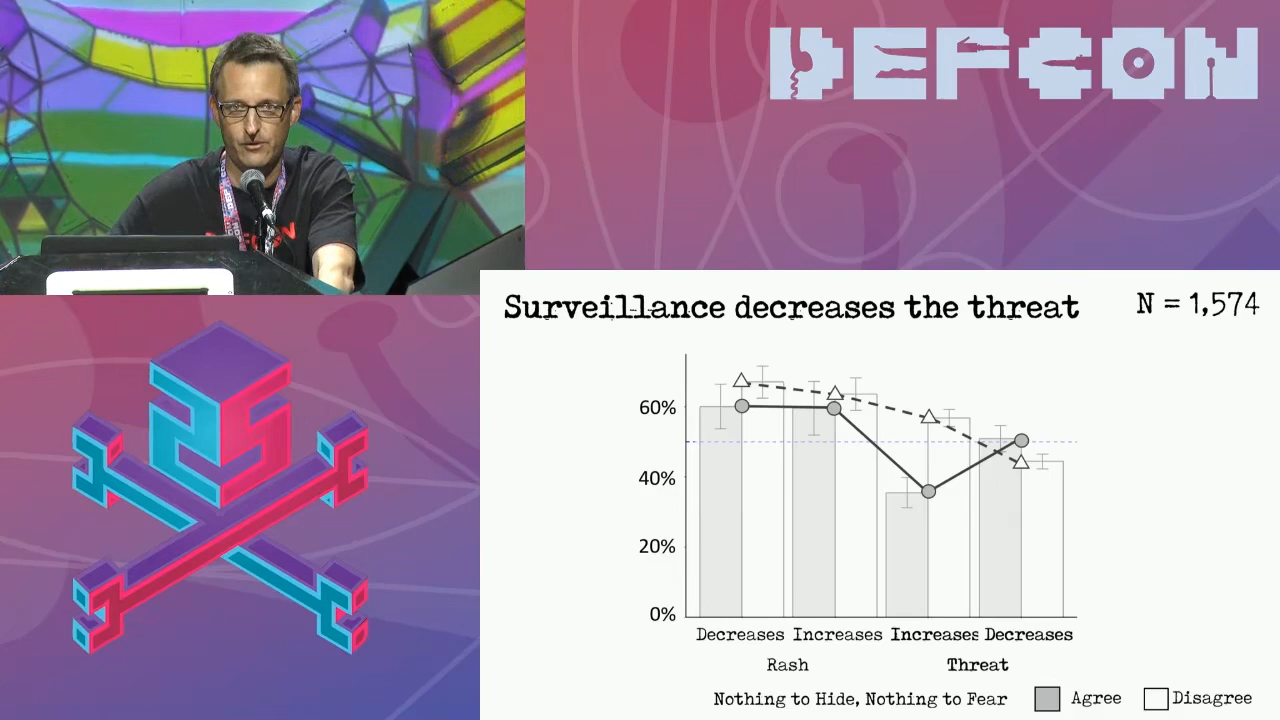 DEFCON
Surveillance decreases the threat
N = 1,574
60%
40%
20%
0%
Decreases Increases Increases Decreases
Rash Threat
Nothing to Hide, Nothing to Fear Agree Disagree